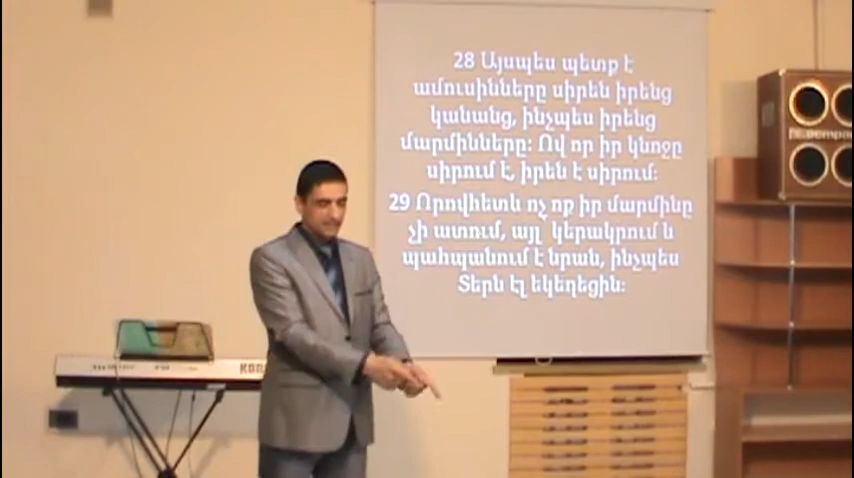 28 Այսպես պետք է
ամուսինները սիրեն իրենց
կանանց, ինչպես իրենց
մարմինները: Ով որ իր կնոջը
սիրում է, իրեն է սիրում:
29 Որովհետև ոչ ոք իր մարմինը
չի ատում, այլ կերակրում և
պահպանում է նրան, ինչպես
Տերն էլ եկեղեցին:
KOR